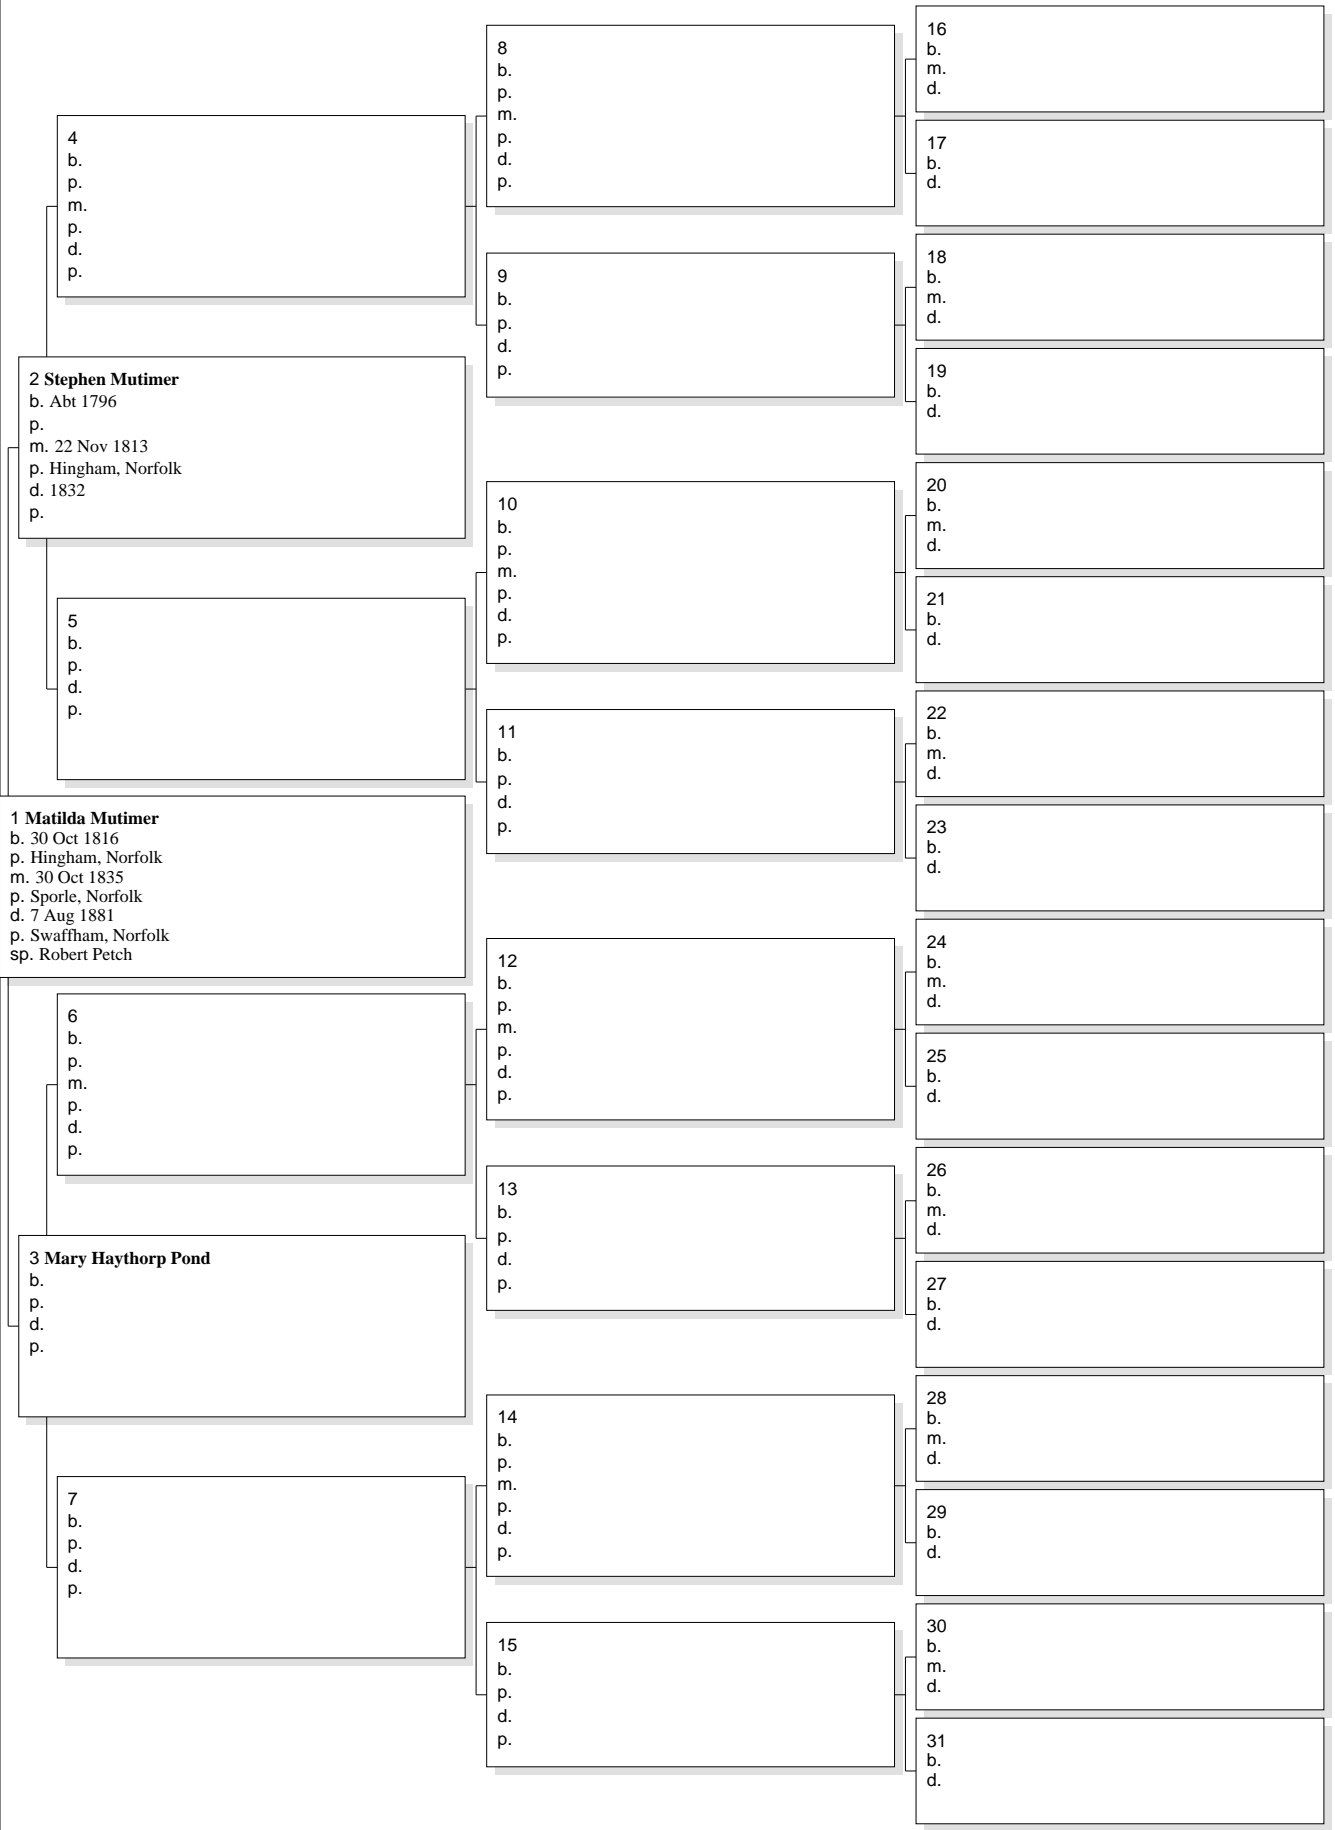 4
b.
p.
m.
p.
d.
p.
2 Stephen Mutimer
b. Abt 1796
p.
m. 22 Nov 1813
p. Hingham, Norfolk
d. 1832
p.
5
b.
p.
d.
p.
1 Matilda Mutimer
b. 30 Oct 1816
p. Hingham, Norfolk
m. 30 Oct 1835
p. Sporle, Norfolk
d. 7 Aug 1881
p. Swaffham, Norfolk
sp. Robert Petch
6
b.
p.
m.
p.
d.
p.
3 Mary Haythorp Pond
b.
p.
d.
p.
7
b.
p.
d.
p.
8
b.
p.
m.
p.
d.
p.
9
b.
p.
d.
p.
10
b.
p.
m.
p.
d.
p.
11
b.
p.
d.
p.
12
b.
p.
m.
p.
d.
p.
13
b.
p.
d.
p.
14
b.
p.
m.
p.
d.
p.
15
b.
p.
d.
p.
16
b.
m.
d.
17
b.
d.
18
b.
m.
d.
19
b.
d.
20
b.
m.
d.
21
b.
d.
22
b.
m.
d.
23
b.
d.
24
b.
m.
d.
25
b.
d.
26
b.
m.
d.
27
b.
d.
28
b.
m.
d.
29
b.
d.
30
b.
m.
d.
31
b.
d.